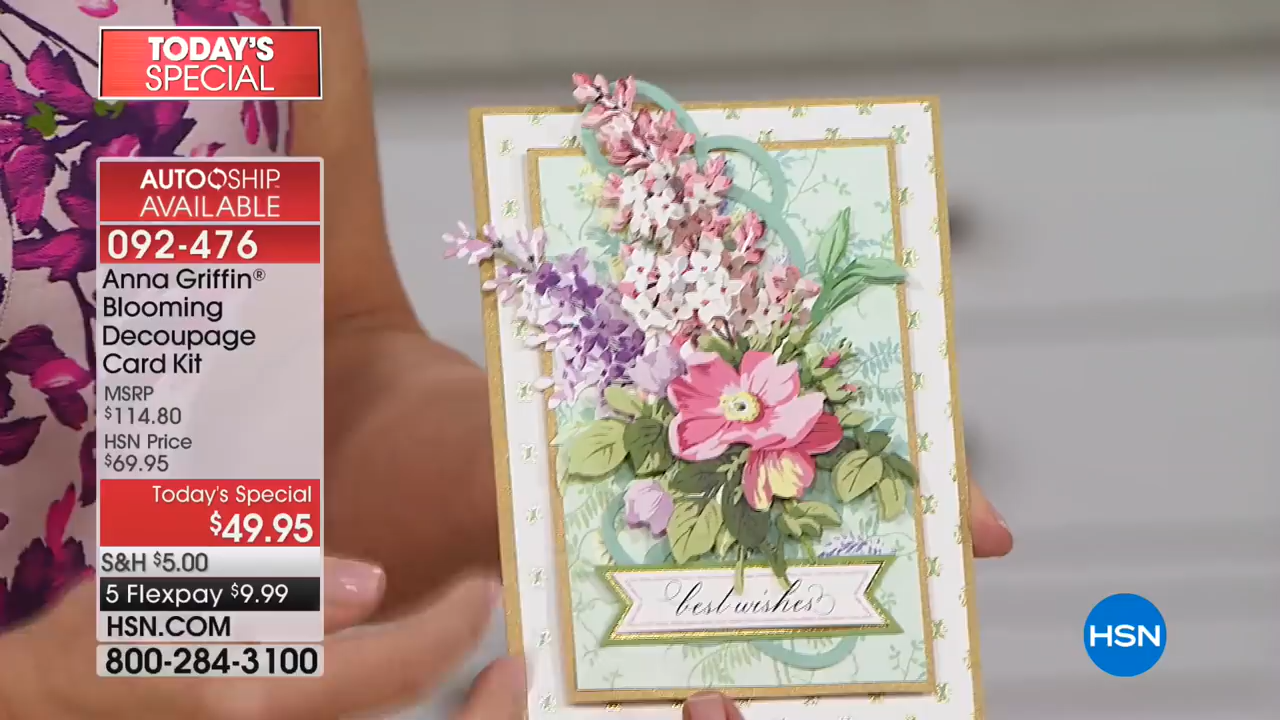 TODAY'S
SPECIAL
AUTOSHIP
AVAILABLE
092-476
Anna Griffin®
Blooming
Decoupage
Card Kit
MSRP
$114.80
HSN Price
$69.95
Today's Special
$49.95
S&H $5.00
5 Flexpay $9.99
HSN.COM
800-284-3100
best wishes
HSN